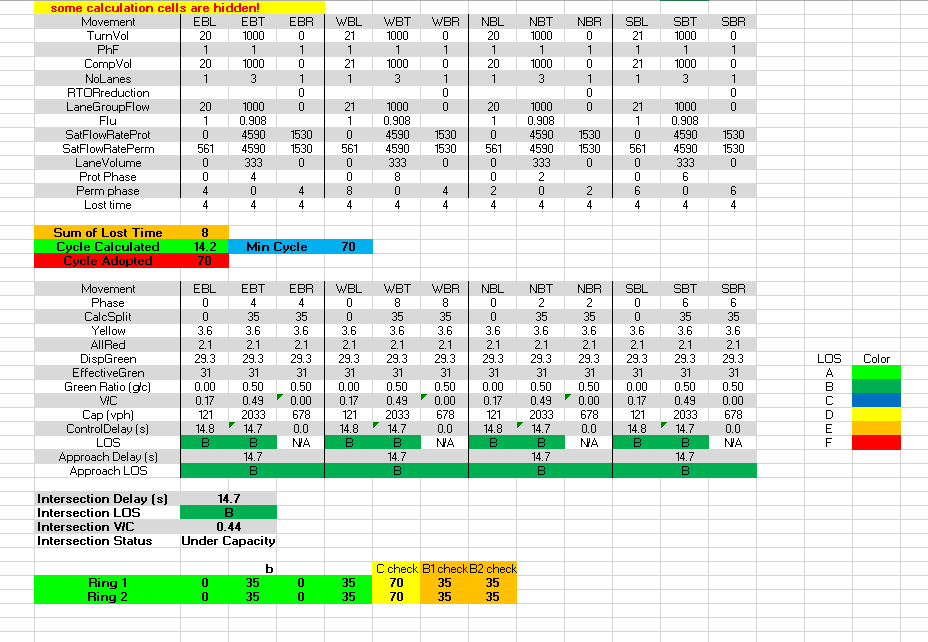 some calculation cells are hidden!
Movement EBL EBT EBR WBL WBT WBR NBL NBT NBR SBL SBT SBR
TurnVol 20 1000 0 21 1000 0 20 1000 0 21 1000 0
PhF 1 1 1 1 1 1 1 1 1 1 1 1
CompVol 20 1000 0 21 1000 0 20 1000 0 21 1000 0
NoLanes 1 3 1 1 3 1 1 3 1 1 3 1
RTORreduction 0 0 0 0
LaneGroupFlow 20 1000 0 21 1000 0 20 1000 0 21 1000 0
Flu 1 0.908 1 0.908 1 0.908 1 0.908
SatFlowRateProt 0 4590 1530 0 4590 1530 0 4590 1530 0 4590 1530
SatFlowRatePerm 561 4590 1530 561 4590 1530 561 4590 1530 561 4590 1530
LaneVolume 0 333 0 0 333 0 0 333 0 0 333 0
Prot Phase 0 4 0 8 0 2 0 6
Perm phase 4 0 4 8 0 4 2 0 2 6 0 6
Lost time 4 4 4 4 4 4 4 4 4 4 4 4
Sum of Lost Time 8
Cycle Calculated 14.2 Min Cycle 70
Cycle Adopted 70
Movement EBL EBT EBR WBL WBT WBR NBL NBT NBR SBL SBT SBR
Phase 0 4 4 0 8 8 0 2 2 0 6 6
CalcSplit 0 35 35 0 35 35 0 35 35 0 35 35
Yellow 3.6 3.6 3.6 3.6 3.6 3.6 3.6 3.6 3.6 3.6 3.6 3.6
AllRed 2.1 2.1 2.1 2.1 2.1 2.1 2.1 2.1 2.1 2.1 2.1 2.1
DispGreen 29.3 29.3 29.3 29.3 29.3 29.3 29.3 29.3 29.3 29.3 29.3 29.3 LOS Color
EffectiveGren 31 31 31 31 31 31 31 31 31 31 31 31 A
Green Ratio (g/c) 0.00 0.50 0.50 0.00 0.50 0.50 0.00 0.50 0.50 0.00 0.50 0.50 B
V/C 0.17 0.49 0.00 0.17 0.49 0.00 0.17 0.49 0.00 0.17 0.49 0.00 C
Cap (vph) 121 2033 678 121 2033 678 121 2033 678 121 2033 678 D
ControlDelay (s) 14.8 14.7 0.0 14.8 14.7 0.0 14.8 14.7 0.0 14.8 14.7 0.0 E
LOS B B N/A B B N/A B B N/A B B N/A F
Approach Delay (s) 14.7 14.7 14.7 14.7
Approach LOS B B B B
Intersection Delay (s) 14.7
Intersection LOS B
Intersection V/C 0.44
Intersection Status Under Capacity
b C check B1 check B2 check
Ring 1 0 35 0 35 70 35 35
Ring 2 0 35 0 35 70 35 35